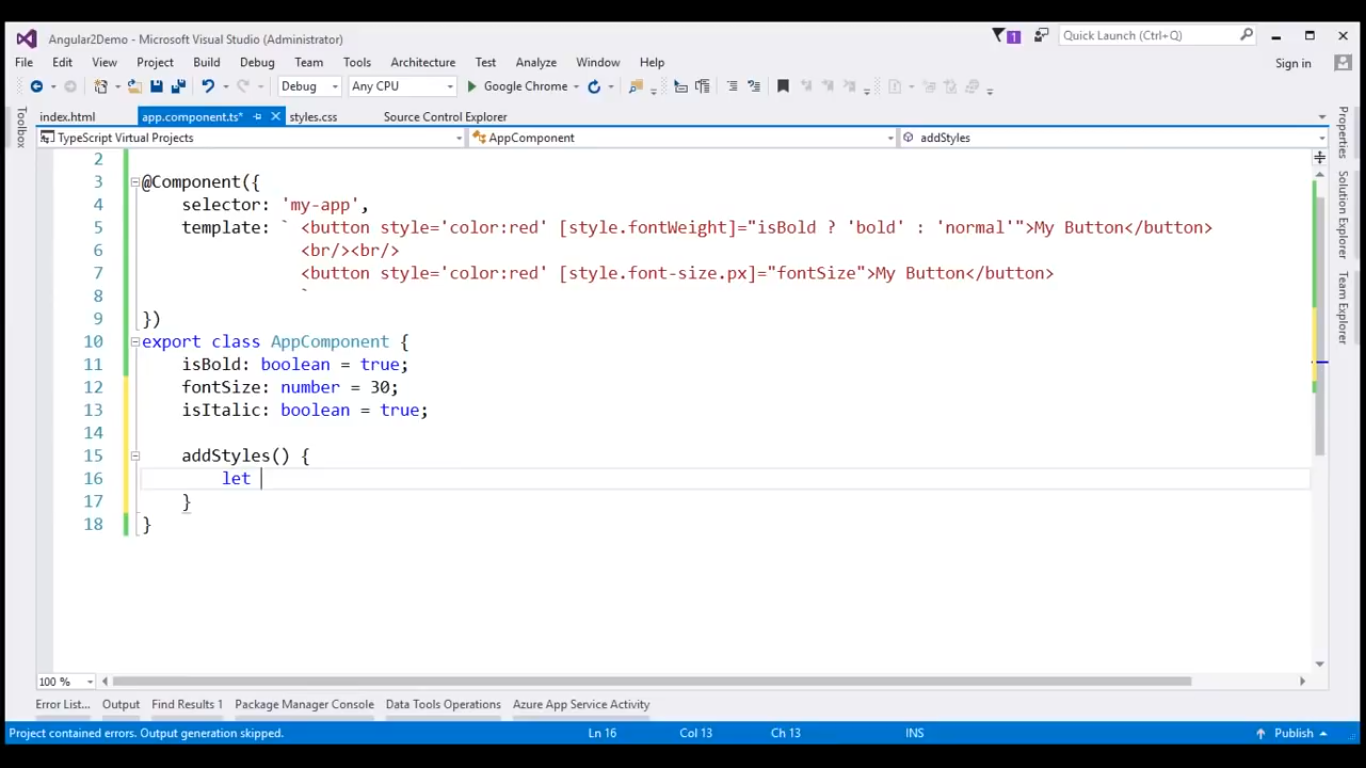 Angular2Demo - Microsoft Visual Studio (Administrator)
1
Quick Launch (Ctrl+Q)
File Edit View Project Build Debug Team Tools Architecture Test Analyze Window Help
Sign in
Debug Any CPU Google Chrome
index.html app.component.ts* styles.css Source Control Explorer
TypeScript Virtual Projects AppComponent addStyles
Toolbox
Properties
Solution Explorer
Team Explorer
2
3 @Component({
4 selector: 'my-app',
5 template: ` <button style='color:red' [style.fontWeight]="isBold ? 'bold' : 'normal'">My Button</button>
6 <br/><br/>
7 <button style='color:red' [style.font-size.px]="fontSize">My Button</button>
8 `
9 })
10 export class AppComponent {
11 isBold: boolean = true;
12 fontSize: number = 30;
13 isItalic: boolean = true;
14
15 addStyles() {
16 let
17 }
18 }
100 %
Error List... Output Find Results 1 Package Manager Console Data Tools Operations Azure App Service Activity
Project contained errors. Output generation skipped. Ln 16 Col 13 Ch 13 INS Publish